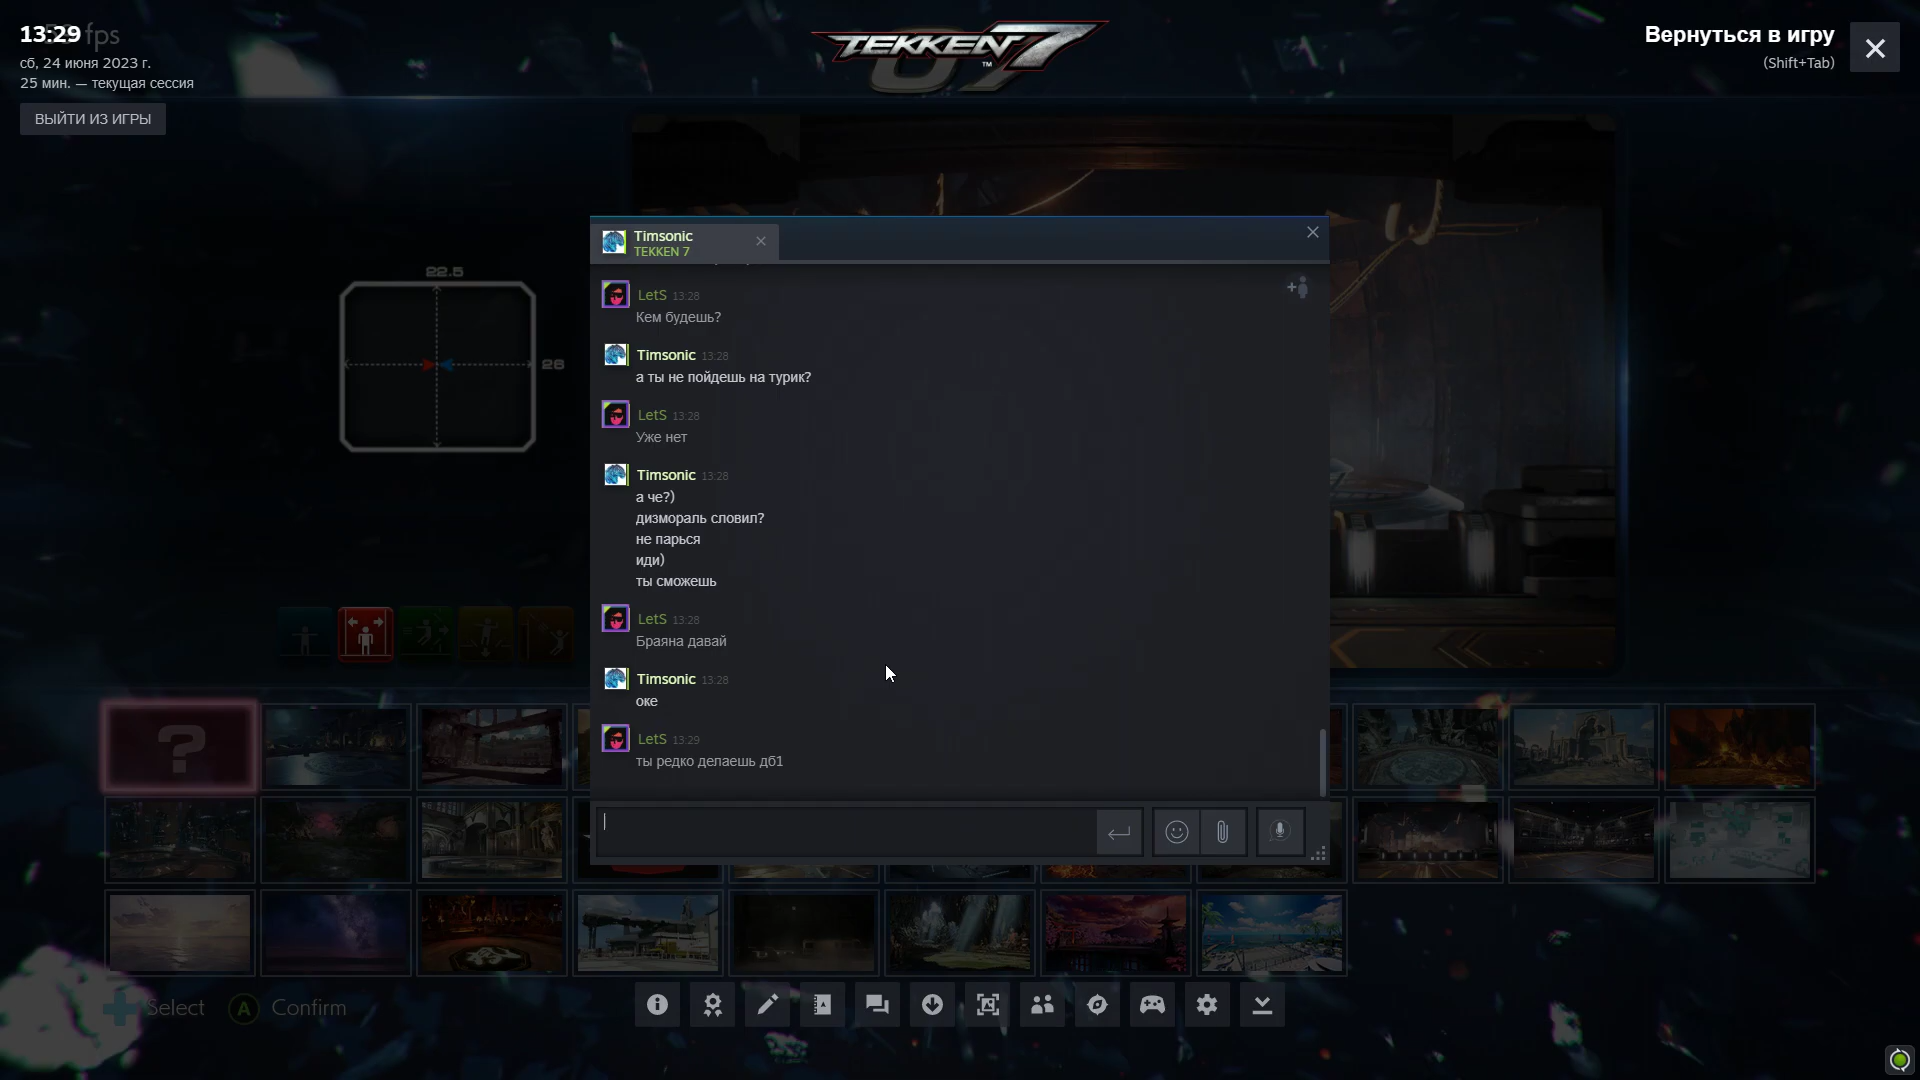 13:29
fps
сб, 24 июня 2023 г.
25 мин. — текущая сессия
ВЫЙТИ ИЗ ИГРЫ
TEKKEN 7
TM
Вернуться в игру
(Shift+Tab)
22.5
26
Timsonic
TEKKEN 7
LetS 13:28
Кем будешь?
Timsonic 13:28
а ты не пойдешь на турик?
LetS 13:28
Уже нет
Timsonic 13:28
а че?)
дизмораль словил?
не парься
иди)
ты сможешь
LetS 13:28
Браяна давай
Timsonic 13:28
оке
LetS 13:29
ты редко делаешь дб1
?
Select
A Confirm